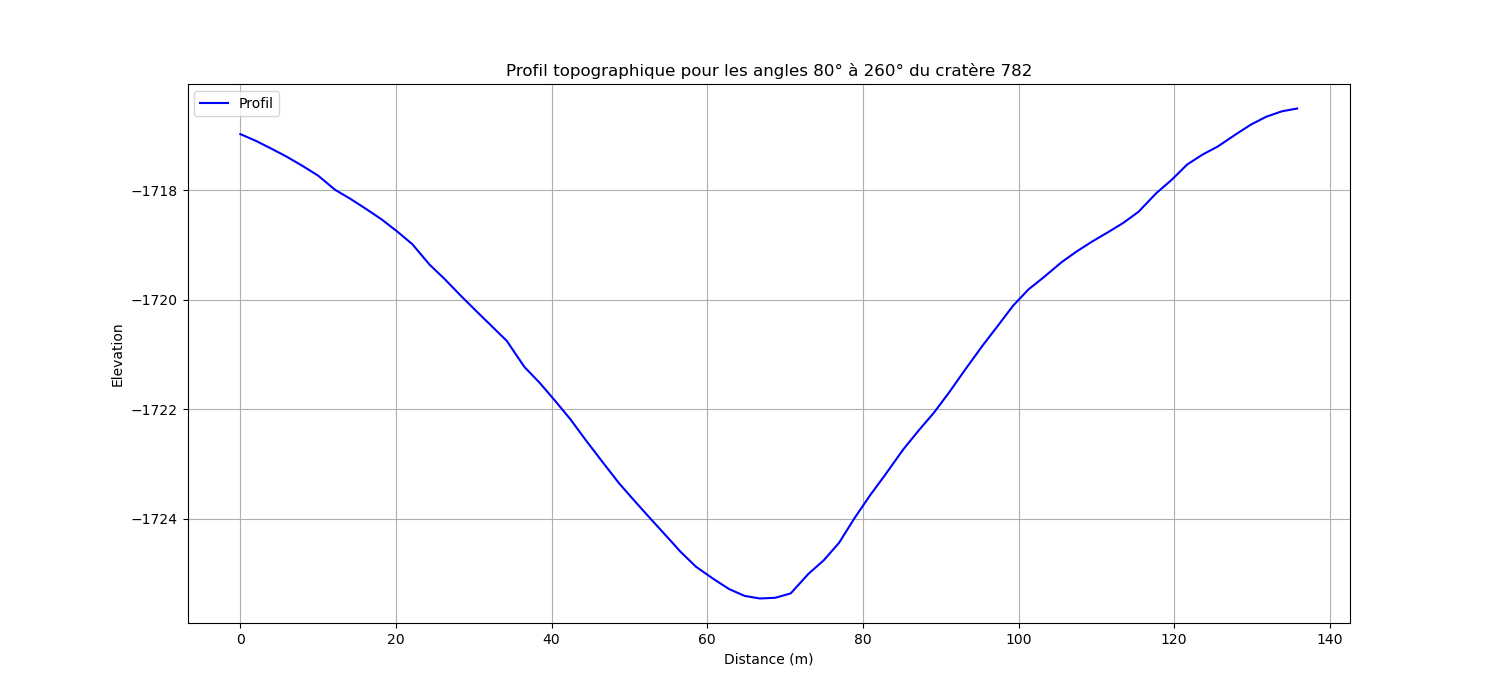 Profil topographique pour les angles 80° à 260° du cratère 782
Profil
−1718
−1720
−1722
−1724
Elevation
0 20 40 60 80 100 120 140
Distance (m)